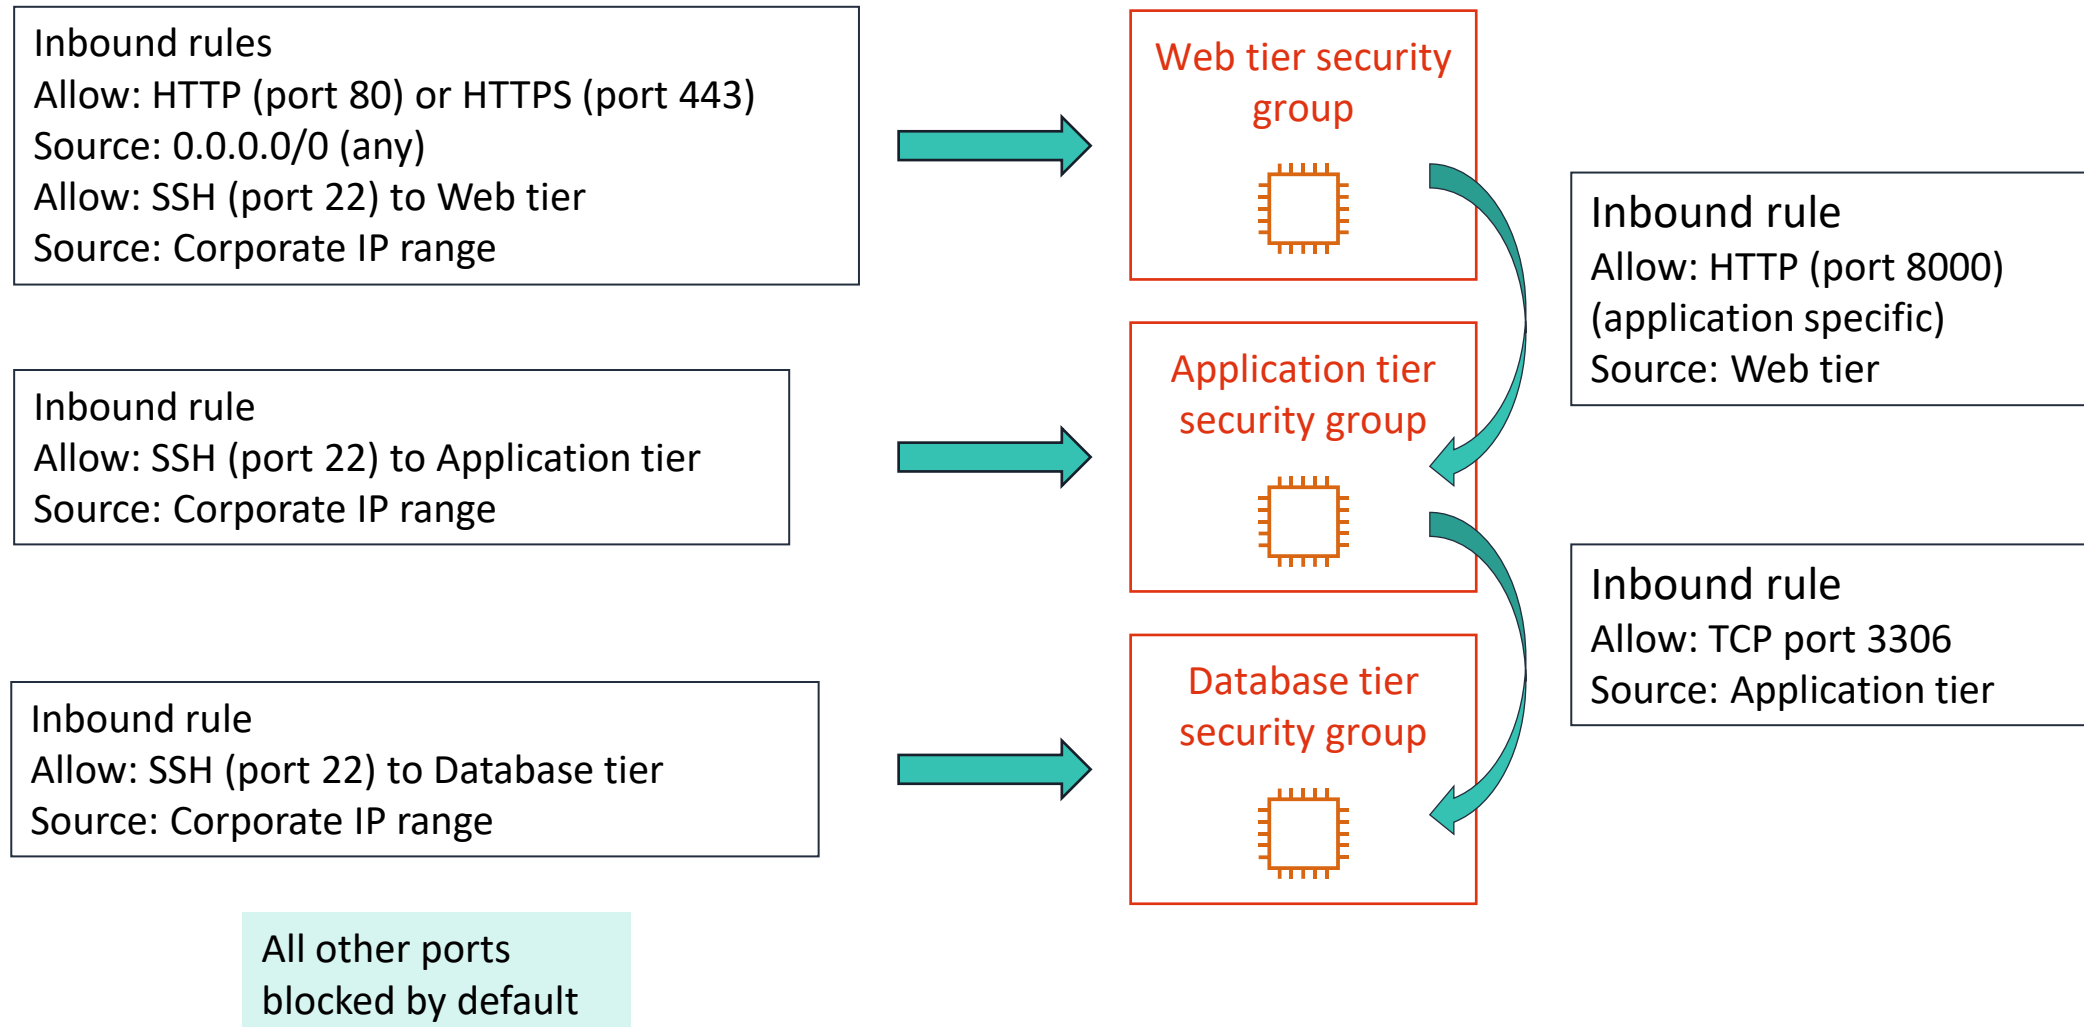 Inbound rules
Allow: HTTP (port 80) or HTTPS (port 443)
Source: 0.0.0.0/0 (any)
Allow: SSH (port 22) to Web tier
Source: Corporate IP range
Web tier security
group
Inbound rule
Allow: HTTP (port 8000)
(application specific)
Source: Web tier
Inbound rule
Allow: SSH (port 22) to Application tier
Source: Corporate IP range
Application tier
security group
Inbound rule
Allow: TCP port 3306
Source: Application tier
Inbound rule
Allow: SSH (port 22) to Database tier
Source: Corporate IP range
Database tier
security group
All other ports
blocked by default